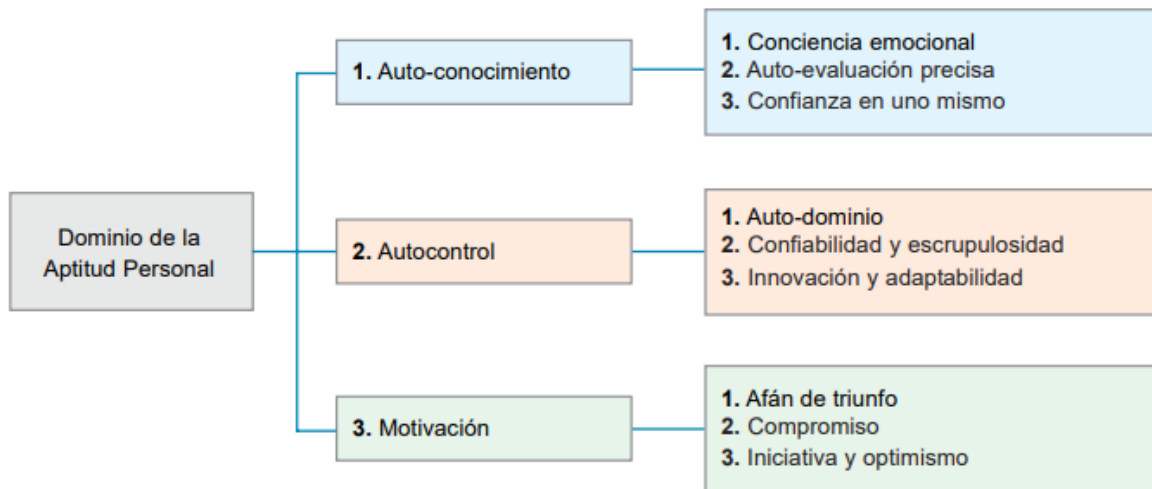 Dominio de la
Aptitud Personal
1. Auto-conocimiento
1. Conciencia emocional
2. Auto-evaluación precisa
3. Confianza en uno mismo
2. Autocontrol
1. Auto-dominio
2. Confiabilidad y escrupulosidad
3. Innovación y adaptabilidad
3. Motivación
1. Afán de triunfo
2. Compromiso
3. Iniciativa y optimismo